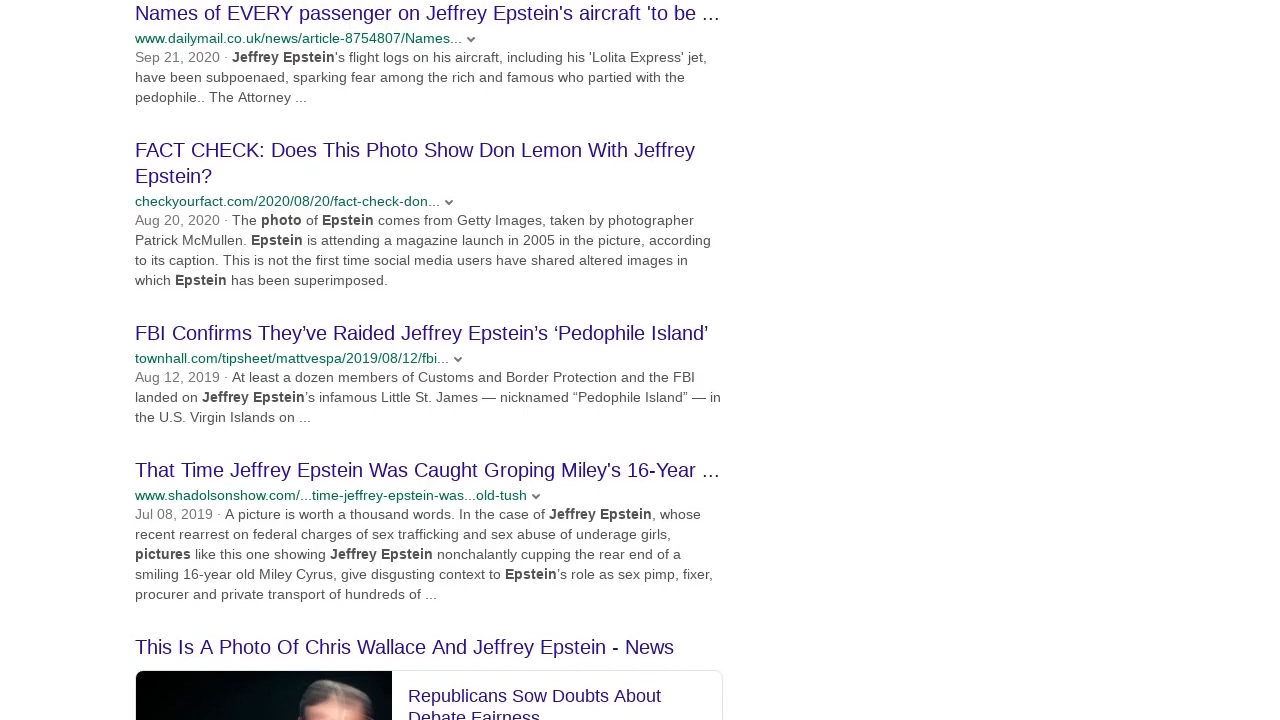 Names of EVERY passenger on Jeffrey Epstein's aircraft 'to be ...
www.dailymail.co.uk/news/article-8754807/Names...
Sep 21, 2020 · Jeffrey Epstein's flight logs on his aircraft, including his 'Lolita Express' jet,
have been subpoenaed, sparking fear among the rich and famous who partied with the
pedophile.. The Attorney ...
FACT CHECK: Does This Photo Show Don Lemon With Jeffrey
Epstein?
checkyourfact.com/2020/08/20/fact-check-don...
Aug 20, 2020 · The photo of Epstein comes from Getty Images, taken by photographer
Patrick McMullen. Epstein is attending a magazine launch in 2005 in the picture, according
to its caption. This is not the first time social media users have shared altered images in
which Epstein has been superimposed.
FBI Confirms They’ve Raided Jeffrey Epstein’s ‘Pedophile Island’
townhall.com/tipsheet/mattvespa/2019/08/12/fbi...
Aug 12, 2019 · At least a dozen members of Customs and Border Protection and the FBI
landed on Jeffrey Epstein’s infamous Little St. James — nicknamed “Pedophile Island” — in
the U.S. Virgin Islands on ...
That Time Jeffrey Epstein Was Caught Groping Miley's 16-Year ...
www.shadolsonshow.com/...time-jeffrey-epstein-was...old-tush
Jul 08, 2019 · A picture is worth a thousand words. In the case of Jeffrey Epstein, whose
recent rearrest on federal charges of sex trafficking and sex abuse of underage girls,
pictures like this one showing Jeffrey Epstein nonchalantly cupping the rear end of a
smiling 16-year old Miley Cyrus, give disgusting context to Epstein’s role as sex pimp, fixer,
procurer and private transport of hundreds of ...
This Is A Photo Of Chris Wallace And Jeffrey Epstein - News
Republicans Sow Doubts About
Debate Fairness